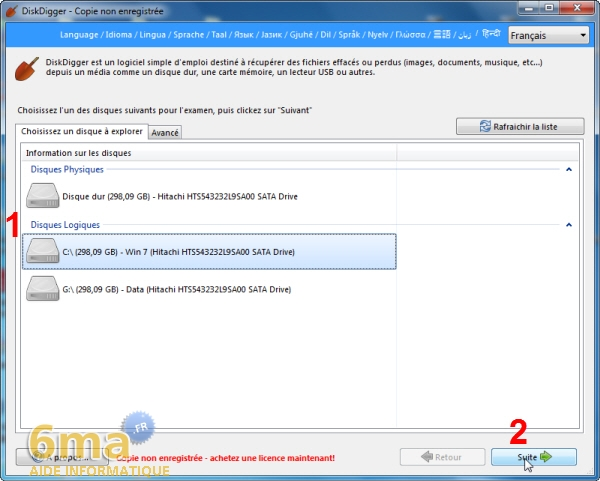 DiskDigger - Copie non enregistrée
Language / Idioma / Lingua / Sprache / Taal / Язык / Јазик / Gjuhë / Dil / Språk / Nyelv / Γλώσσα / 言語 / زبان / हिन्दी
Français
DiskDigger est un logiciel simple d'emploi destiné à récupérer des fichiers effacés ou perdus (images, documents, musique, etc...)
depuis un média comme un disque dur, une carte mémoire, un lecteur USB ou autres.
Choisissez l'un des disques suivants pour l'examen, puis clickez sur "Suivant"
Rafraichir la liste
Choisissez un disque à explorer
Avancé
Information sur les disques
Disques Physiques
Disque dur (298,09 GB) - Hitachi HTS543232L9SA00 SATA Drive
1
Disques Logiques
C:\ (298,09 GB) - Win 7 (Hitachi HTS543232L9SA00 SATA Drive)
G:\ (298,09 GB) - Data (Hitachi HTS543232L9SA00 SATA Drive)
6ma .FR
2
A propos...
Copie non enregistrée - achetez une licence maintenant!
Retour
Suite
AIDE INFORMATIQUE